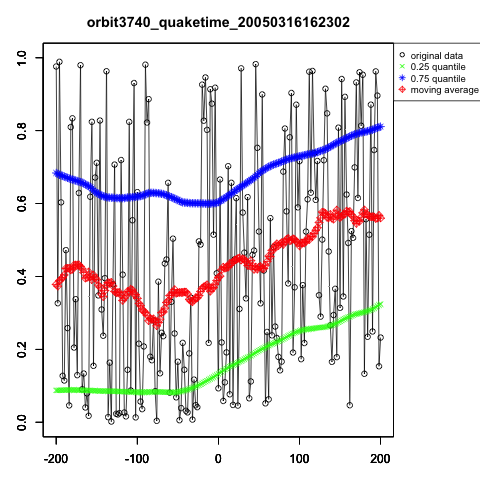 orbit3740_quaketime_20050316162302
original data
0.25 quantile
0.75 quantile
moving average
1.0
0.8
0.6
0.4
0.2
0.0
-200 -100 0 100 200